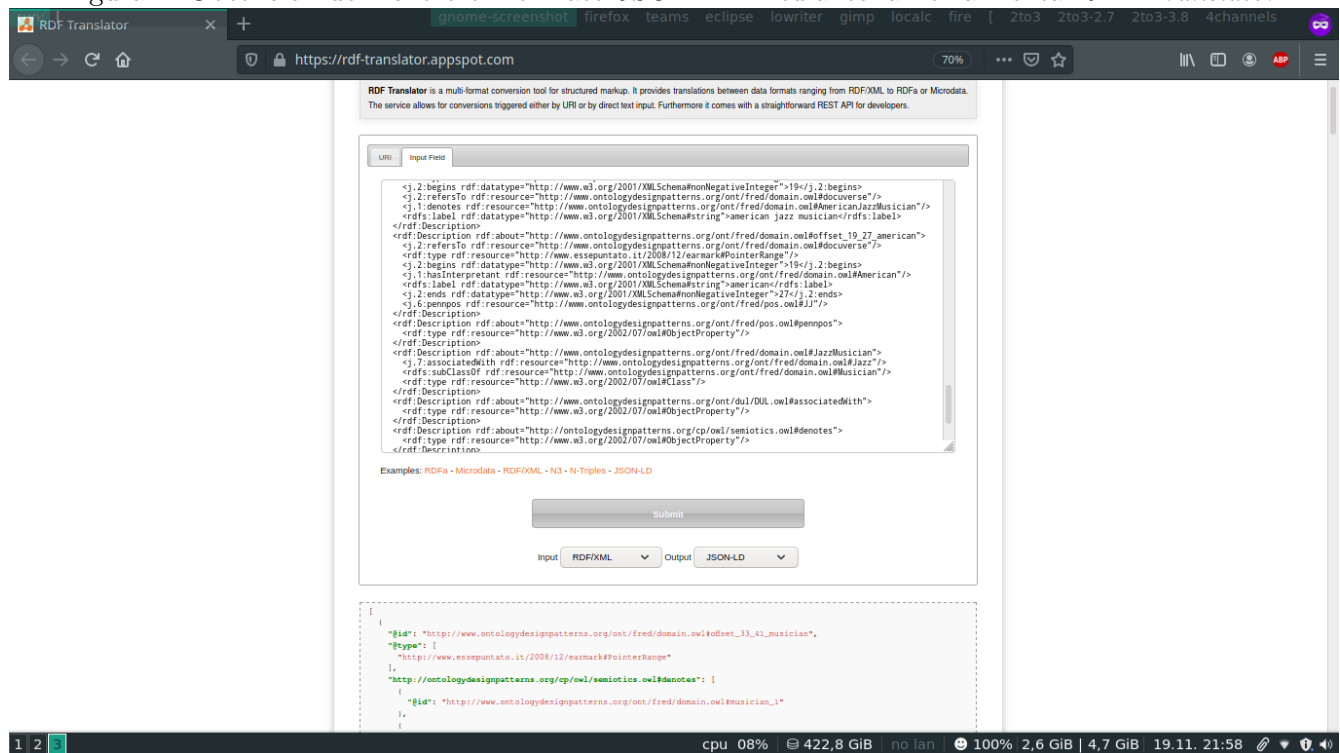 RDF Translator
gnome-screenshot firefox teams eclipse lowriter gimp localc fire [ 2to3 2to3-2.7 2to3-3.8 4channels
https://rdf-translator.appspot.com
70%
ABP
RDF Translator is a multi-format conversion tool for structured markup. It provides translations between data formats ranging from RDF/XML to RDFa or Microdata.
The service allows for conversions triggered either by URI or by direct text input. Furthermore it comes with a straightforward REST API for developers.
URI Input Field
<j.2:begins rdf:datatype="http://www.w3.org/2001/XMLSchema#nonNegativeInteger">19</j.2:begins>
<j.2:refersTo rdf:resource="http://www.ontologydesignpatterns.org/ont/fred/domain.owl#docuverse"/>
<j.1:denotes rdf:resource="http://www.ontologydesignpatterns.org/ont/fred/domain.owl#AmericanJazzMusician"/>
<rdfs:label rdf:datatype="http://www.w3.org/2001/XMLSchema#string">american jazz musician</rdfs:label>
</rdf:Description>
<rdf:Description rdf:about="http://www.ontologydesignpatterns.org/ont/fred/domain.owl#offset_19_27_american">
<j.2:refersTo rdf:resource="http://www.ontologydesignpatterns.org/ont/fred/domain.owl#docuverse"/>
<rdf:type rdf:resource="http://www.essepuntato.it/2008/12/earmark#PointerRange"/>
<j.2:begins rdf:datatype="http://www.w3.org/2001/XMLSchema#nonNegativeInteger">19</j.2:begins>
<j.1:hasInterpretant rdf:resource="http://www.ontologydesignpatterns.org/ont/fred/domain.owl#American"/>
<rdfs:label rdf:datatype="http://www.w3.org/2001/XMLSchema#string">american</rdfs:label>
<j.2:ends rdf:datatype="http://www.w3.org/2001/XMLSchema#nonNegativeInteger">27</j.2:ends>
<j.6:pennpos rdf:resource="http://www.ontologydesignpatterns.org/ont/fred/pos.owl#JJ"/>
</rdf:Description>
<rdf:Description rdf:about="http://www.ontologydesignpatterns.org/ont/fred/pos.owl#pennpos">
<rdf:type rdf:resource="http://www.w3.org/2002/07/owl#ObjectProperty"/>
</rdf:Description>
<rdf:Description rdf:about="http://www.ontologydesignpatterns.org/ont/fred/domain.owl#JazzMusician">
<j.7:associatedWith rdf:resource="http://www.ontologydesignpatterns.org/ont/fred/domain.owl#Jazz"/>
<rdfs:subClassOf rdf:resource="http://www.ontologydesignpatterns.org/ont/fred/domain.owl#Musician"/>
<rdf:type rdf:resource="http://www.w3.org/2002/07/owl#Class"/>
</rdf:Description>
<rdf:Description rdf:about="http://www.ontologydesignpatterns.org/ont/dul/DUL.owl#associatedWith">
<rdf:type rdf:resource="http://www.w3.org/2002/07/owl#ObjectProperty"/>
</rdf:Description>
<rdf:Description rdf:about="http://ontologydesignpatterns.org/cp/owl/semiotics.owl#denotes">
<rdf:type rdf:resource="http://www.w3.org/2002/07/owl#ObjectProperty"/>
</rdf:Description>
Examples: RDFa - Microdata - RDF/XML - N3 - N-Triples - JSON-LD
Submit
Input RDF/XML Output JSON-LD
[
{
"@id": "http://www.ontologydesignpatterns.org/ont/fred/domain.owl#offset_33_41_musician",
"@type": [
"http://www.essepuntato.it/2008/12/earmark#PointerRange"
],
"http://ontologydesignpatterns.org/cp/owl/semiotics.owl#denotes": [
{
"@id": "http://www.ontologydesignpatterns.org/ont/fred/domain.owl#musician_1"
},
{
1 2 3
cpu 08% 422,8 GiB no lan 100% 2,6 GiB | 4,7 GiB 19.11. 21:58